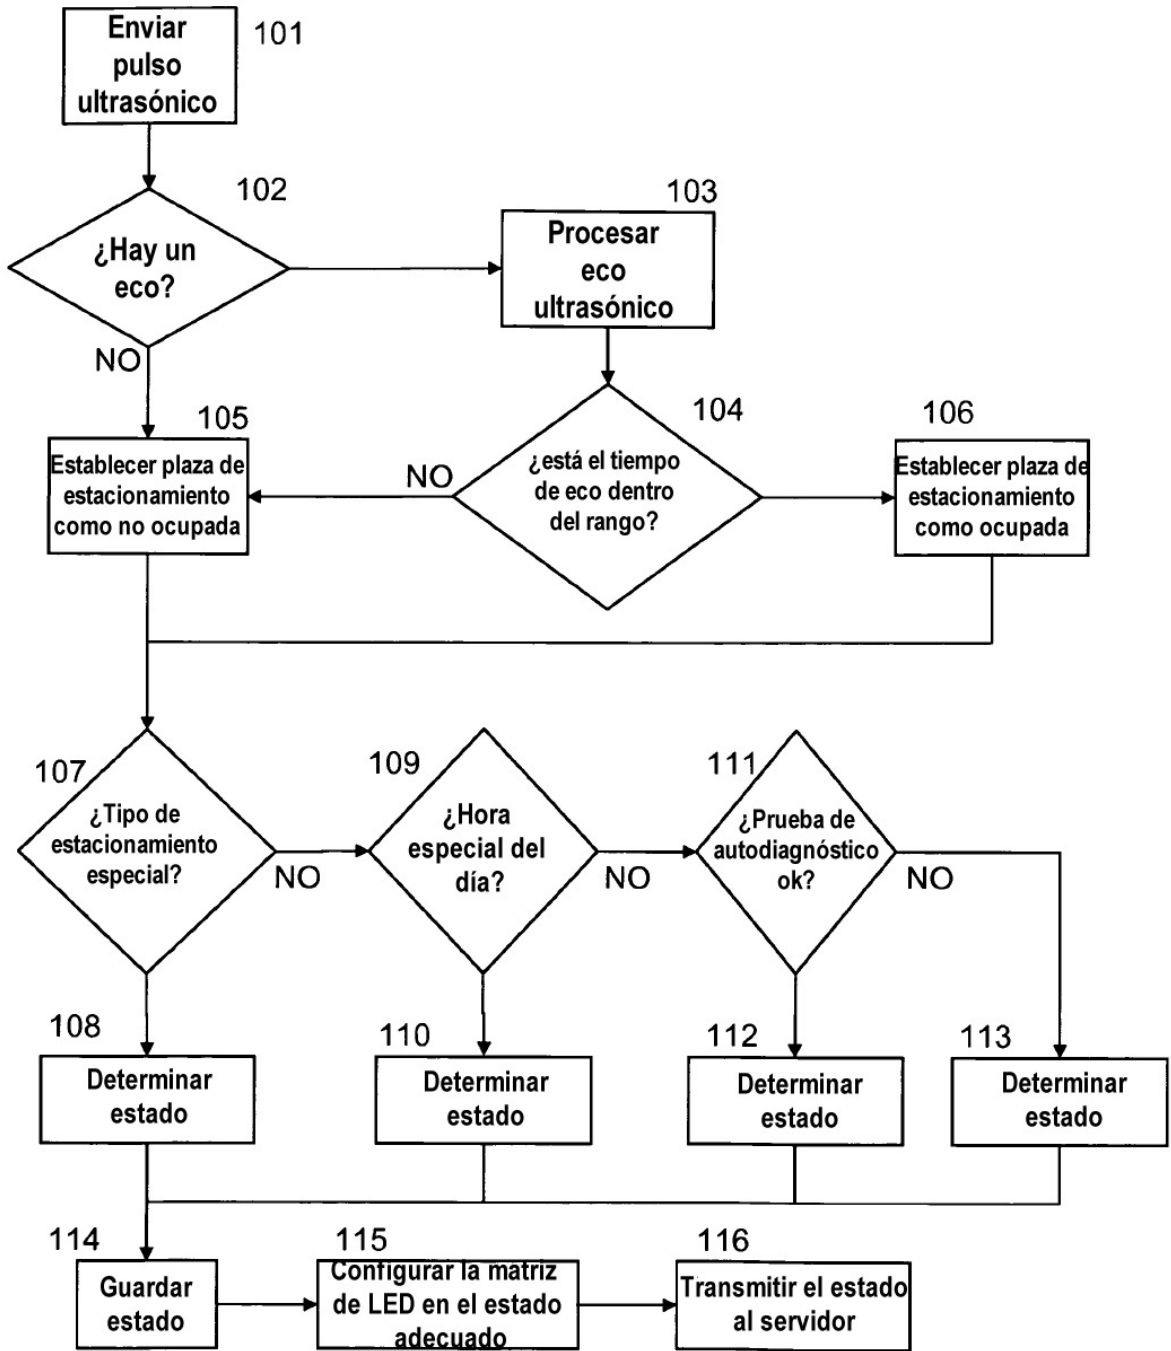 Enviar
pulso
ultrasónico
101
102
¿Hay un
eco?
NO
103
Procesar
eco
ultrasónico
104
¿está el tiempo
de eco dentro
del rango?
NO
105
Establecer plaza de
estacionamiento
como no ocupada
106
Establecer plaza de
estacionamiento
como ocupada
107
¿Tipo de
estacionamiento
especial?
NO
109
¿Hora
especial del
día?
NO
111
¿Prueba de
autodiagnóstico
ok?
NO
108
Determinar
estado
110
Determinar
estado
112
Determinar
estado
113
Determinar
estado
114
Guardar
estado
115
Configurar la matriz
de LED en el estado
adecuado
116
Transmitir el estado
al servidor